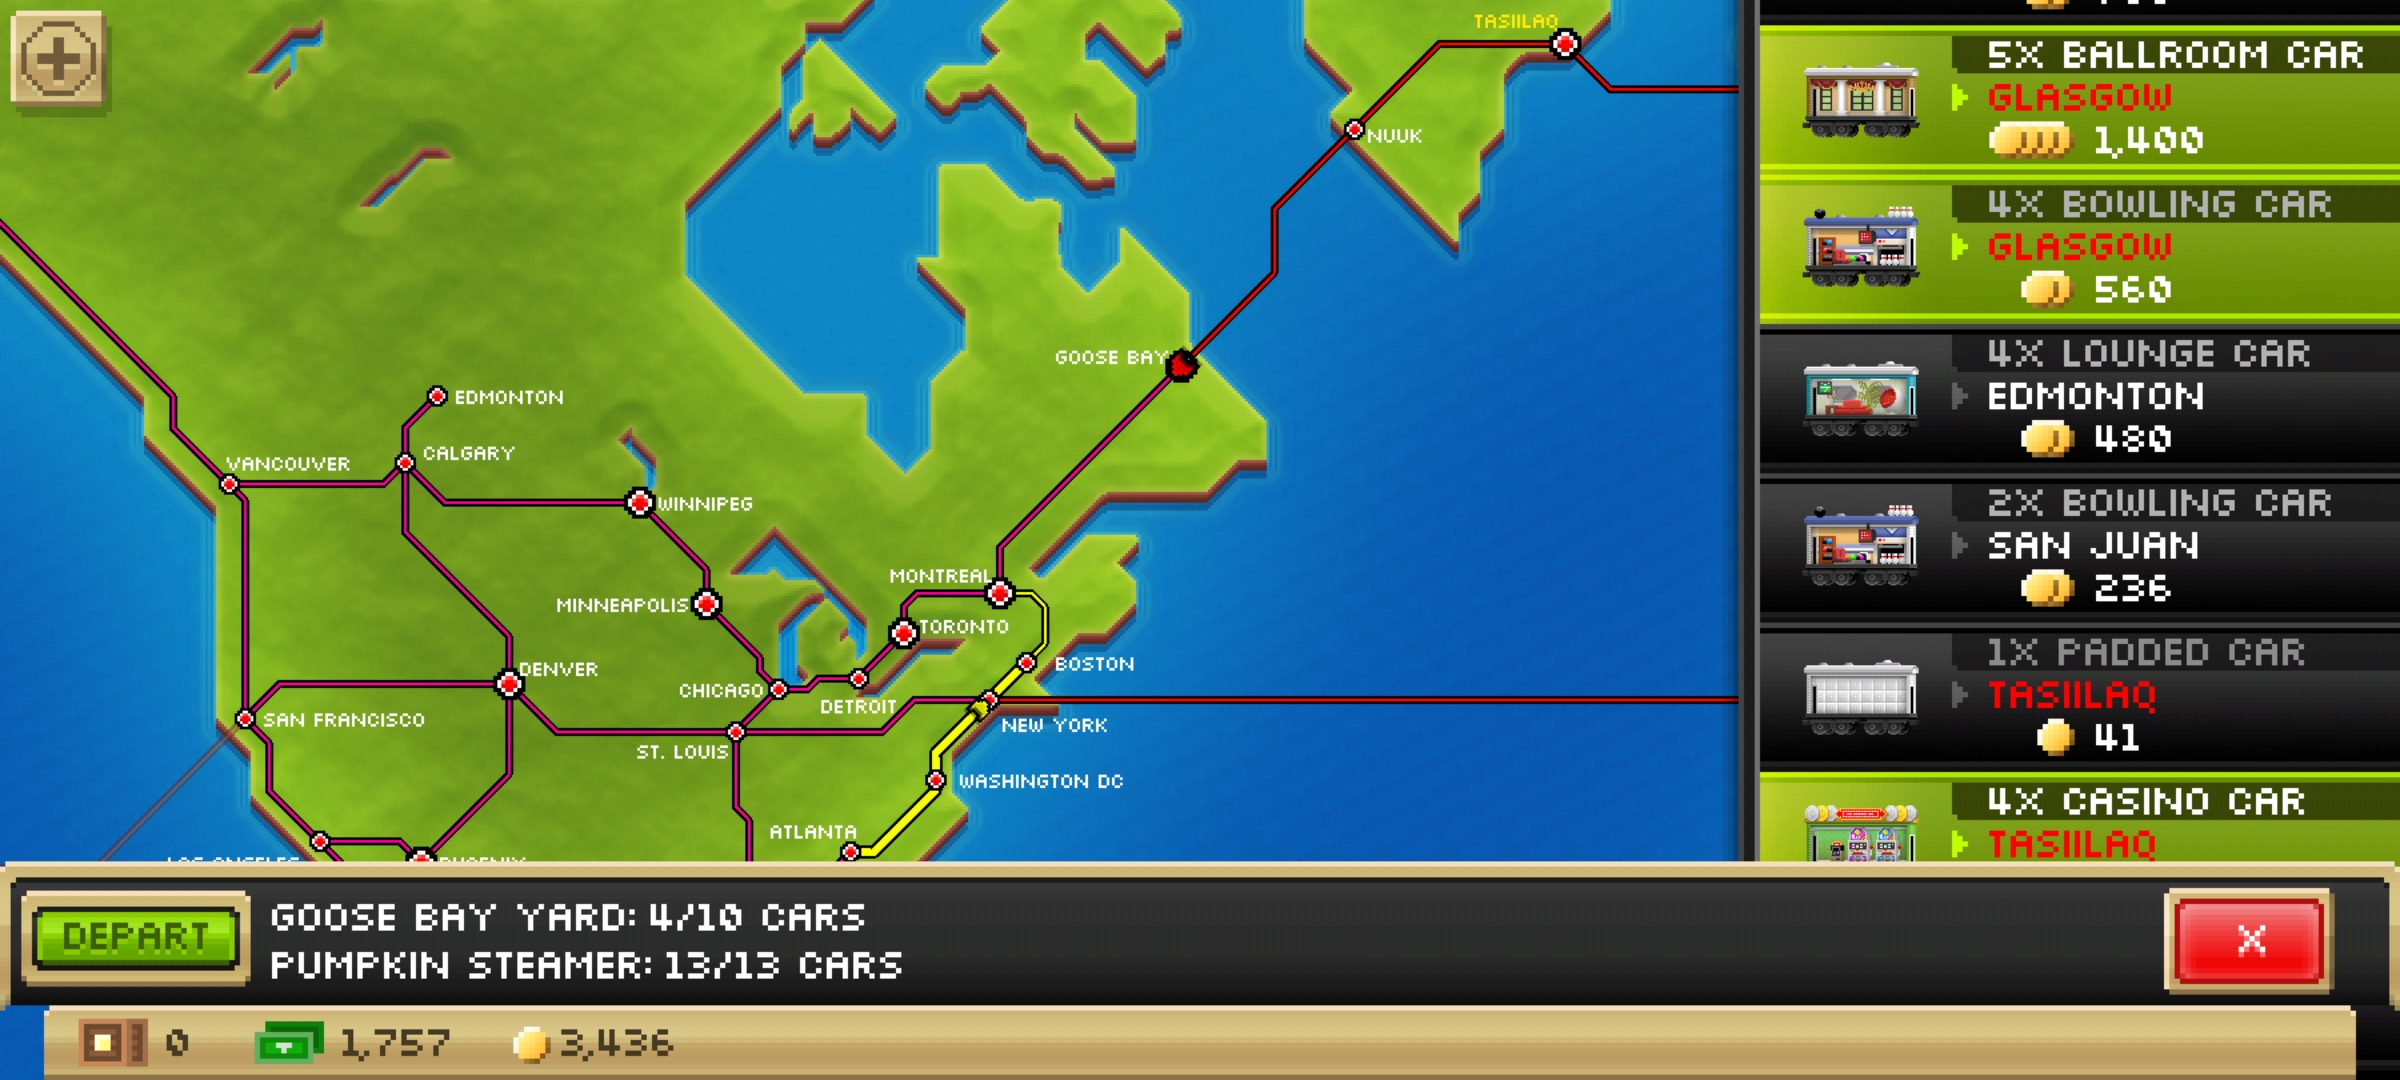 TASIILAQ
NUUK
GOOSE BAY
EDMONTON
CALGARY
VANCOUVER
WINNIPEG
MONTREAL
MINNEAPOLIS
TORONTO
BOSTON
DENVER
CHICAGO
DETROIT
SAN FRANCISCO
NEW YORK
ST. LOUIS
WASHINGTON DC
ATLANTA
LOS ANGELES
PHOENIX
5X BALLROOM CAR
GLASGOW
1,400
4X BOWLING CAR
GLASGOW
560
4X LOUNGE CAR
EDMONTON
480
2X BOWLING CAR
SAN JUAN
236
1X PADDED CAR
TASIILAQ
41
4X CASINO CAR
TASIILAQ
DEPART
GOOSE BAY YARD: 4/10 CARS
PUMPKIN STEAMER: 13/13 CARS
X
0
1,757
3,436